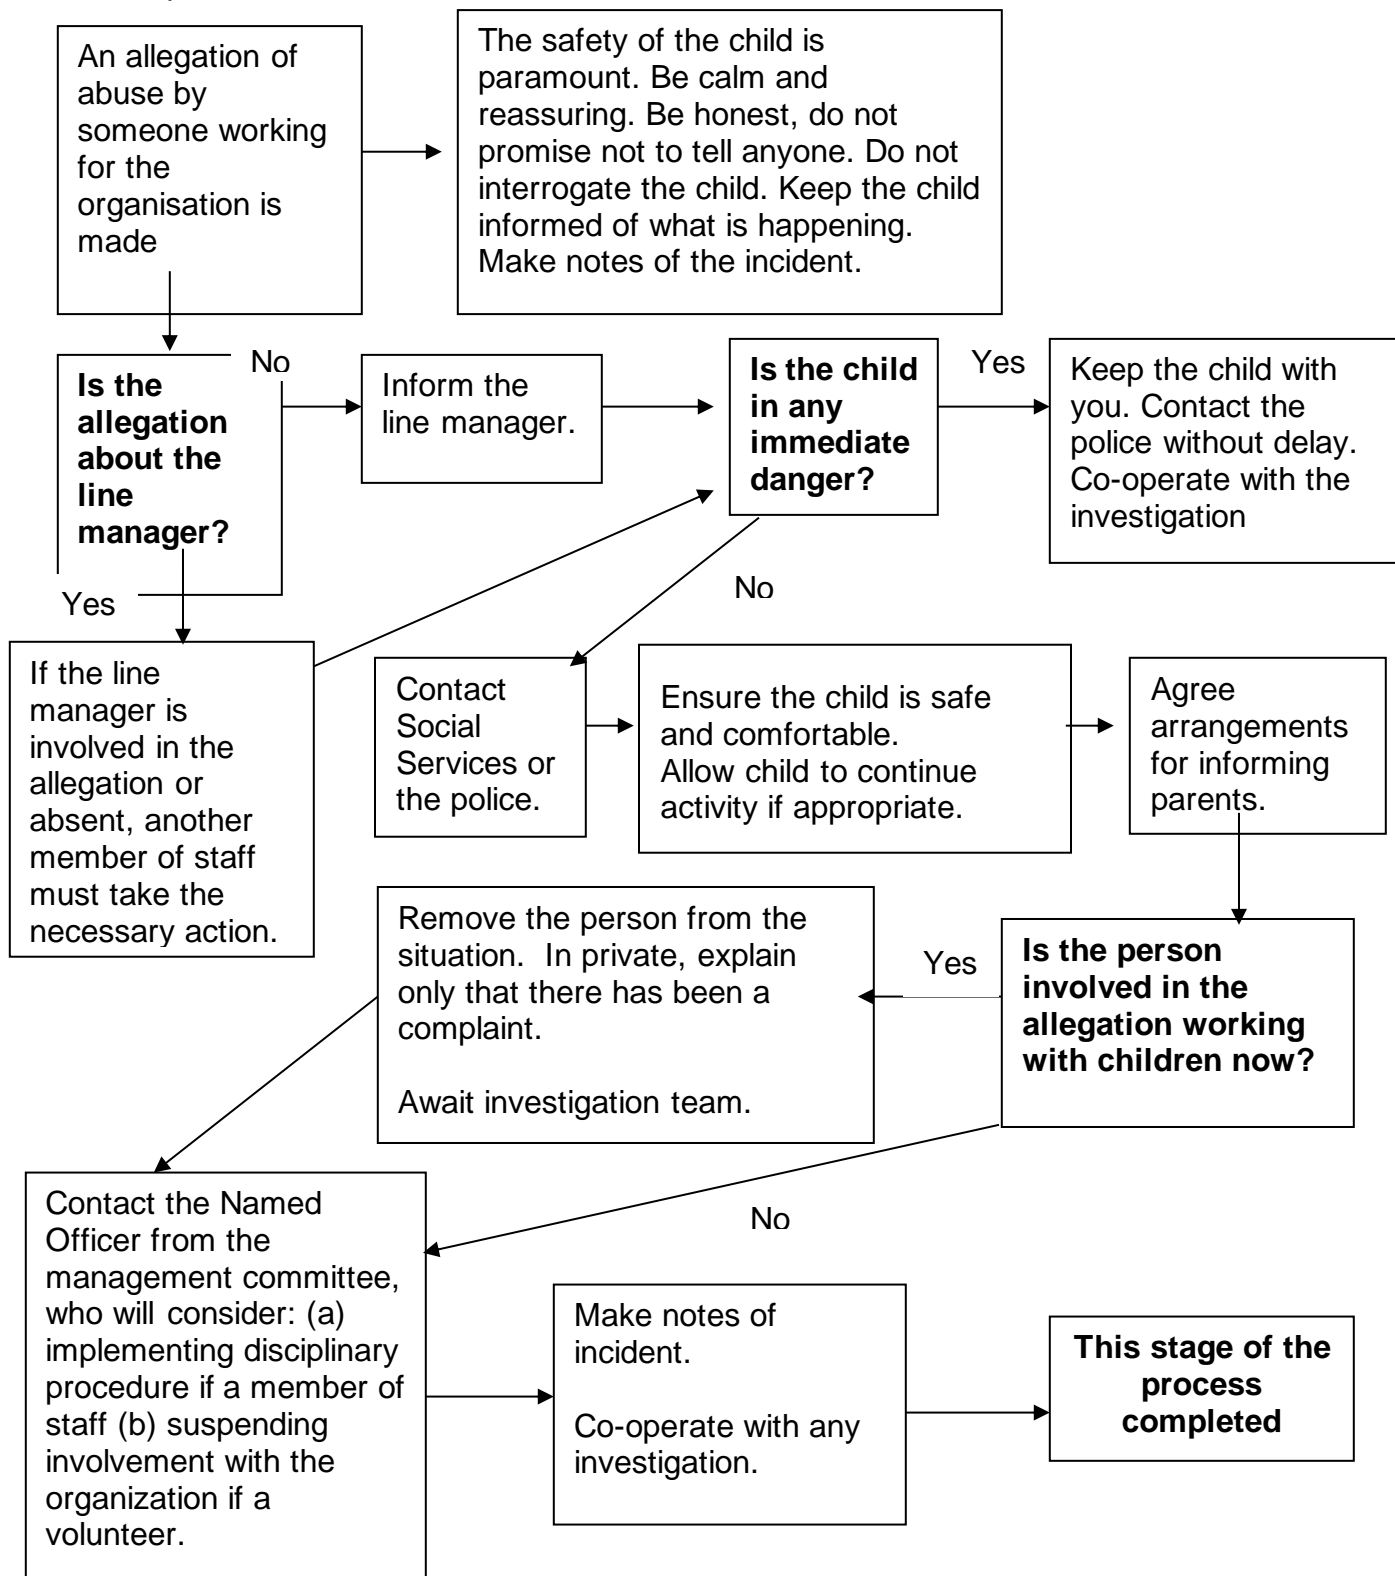 An allegation of
abuse by
someone working
for the
organisation is
made
The safety of the child is
paramount. Be calm and
reassuring. Be honest, do not
promise not to tell anyone. Do not
interrogate the child. Keep the child
informed of what is happening.
Make notes of the incident.
Is the
allegation
about the
line
manager?
No
Inform the
line manager.
Is the child
in any
immediate
danger?
Yes
Keep the child with
you. Contact the
police without delay.
Co-operate with the
investigation
Yes
No
If the line
manager is
involved in the
allegation or
absent, another
member of staff
must take the
necessary action.
Contact
Social
Services or
the police.
Ensure the child is safe
and comfortable.
Allow child to continue
activity if appropriate.
Agree
arrangements
for informing
parents.
Is the person
involved in the
allegation working
with children now?
Yes
Remove the person from the
situation.  In private, explain
only that there has been a
complaint.
Await investigation team.
No
Contact the Named
Officer from the
management committee,
who will consider: (a)
implementing disciplinary
procedure if a member of
staff (b) suspending
involvement with the
organization if a
volunteer.
Make notes of
incident.
Co-operate with any
investigation.
This stage of the
process
completed